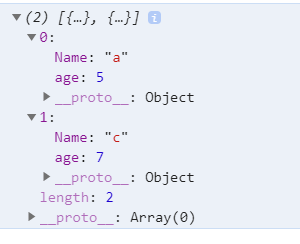 ▼(2) [{…}, {…}] i
▼0:
Name: "a"
age: 5
▶__proto__: Object
▼1:
Name: "c"
age: 7
▶__proto__: Object
length: 2
▶__proto__: Array(0)